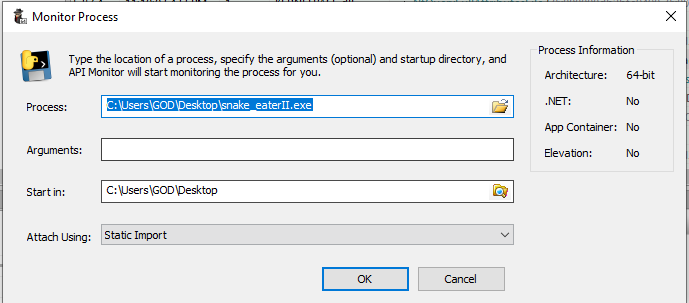 Monitor Process
Type the location of a process, specify the arguments (optional) and startup directory, and
API Monitor will start monitoring the process for you.
Process: C:\Users\GOD\Desktop\snake_eaterII.exe
Arguments:
Start in: C:\Users\GOD\Desktop
Attach Using: Static Import
OK Cancel
Process Information
Architecture: 64-bit
.NET: No
App Container: No
Elevation: No